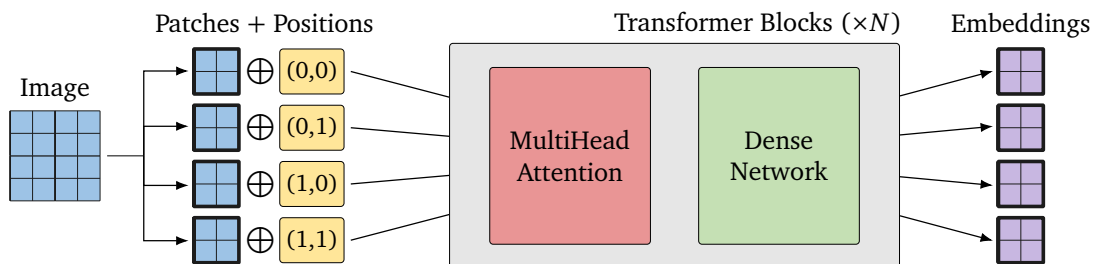 Patches + Positions
Transformer Blocks (×N)
Embeddings
Image
(0,0)
(0,1)
(1,0)
(1,1)
MultiHead
Attention
Dense
Network